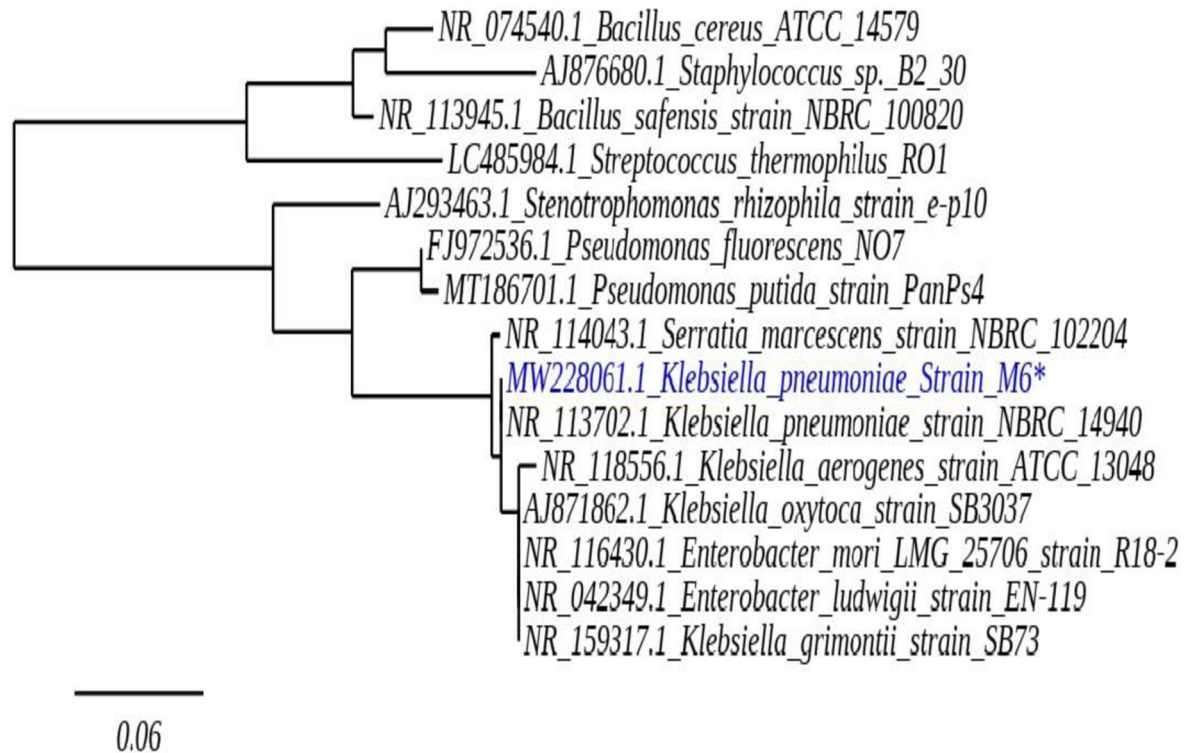 NR_074540.1_Bacillus_cereus_ATCC_14579
AJ876680.1_Staphylococcus_sp._B2_30
NR_113945.1_Bacillus_safensis_strain_NBRC_100820
LC485984.1_Streptococcus_thermophilus_RO1
AJ293463.1_Stenotrophomonas_rhizophila_strain_e-p10
FJ972536.1_Pseudomonas_fluorescens_NO7
MT186701.1_Pseudomonas_putida_strain_PanPs4
NR_114043.1_Serratia_marcescens_strain_NBRC_102204
MW228061.1_Klebsiella_pneumoniae_Strain_M6*
NR_113702.1_Klebsiella_pneumoniae_strain_NBRC_14940
NR_118556.1_Klebsiella_aerogenes_strain_ATCC_13048
AJ871862.1_Klebsiella_oxytoca_strain_SB3037
NR_116430.1_Enterobacter_mori_LMG_25706_strain_R18-2
NR_042349.1_Enterobacter_ludwigii_strain_EN-119
NR_159317.1_Klebsiella_grimontii_strain_SB73
0.06